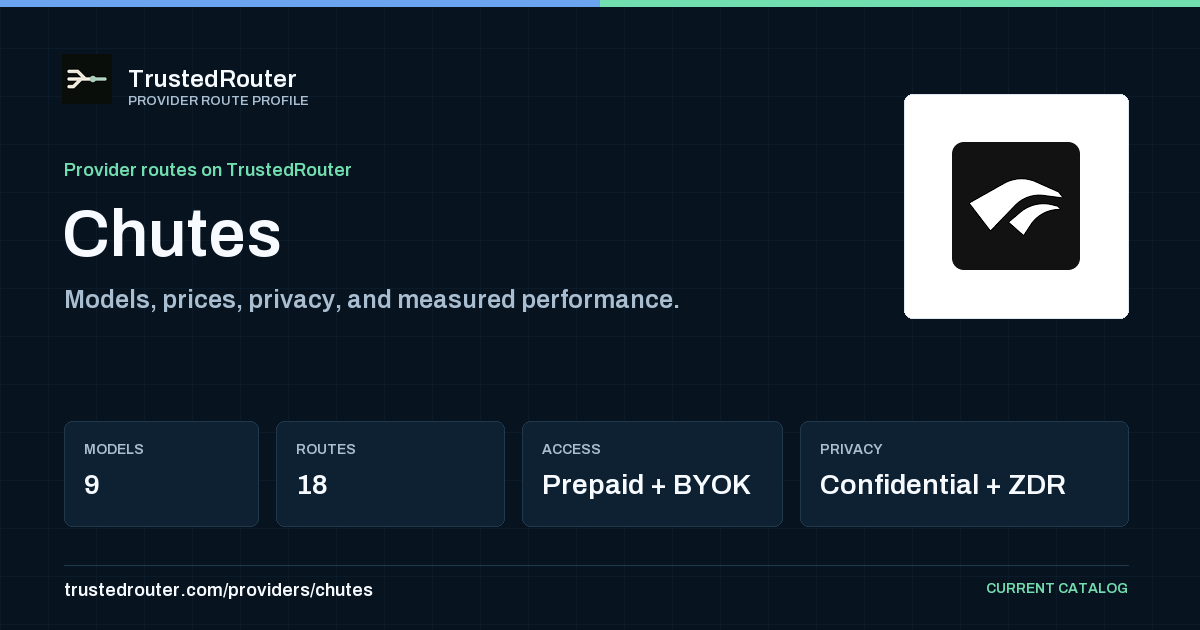 TrustedRouter
PROVIDER ROUTE PROFILE
Provider routes on TrustedRouter
Chutes
Models, prices, privacy, and measured performance.
MODELS
9
ROUTES
18
ACCESS
Prepaid + BYOK
PRIVACY
Confidential + ZDR
trustedrouter.com/providers/chutes
CURRENT CATALOG